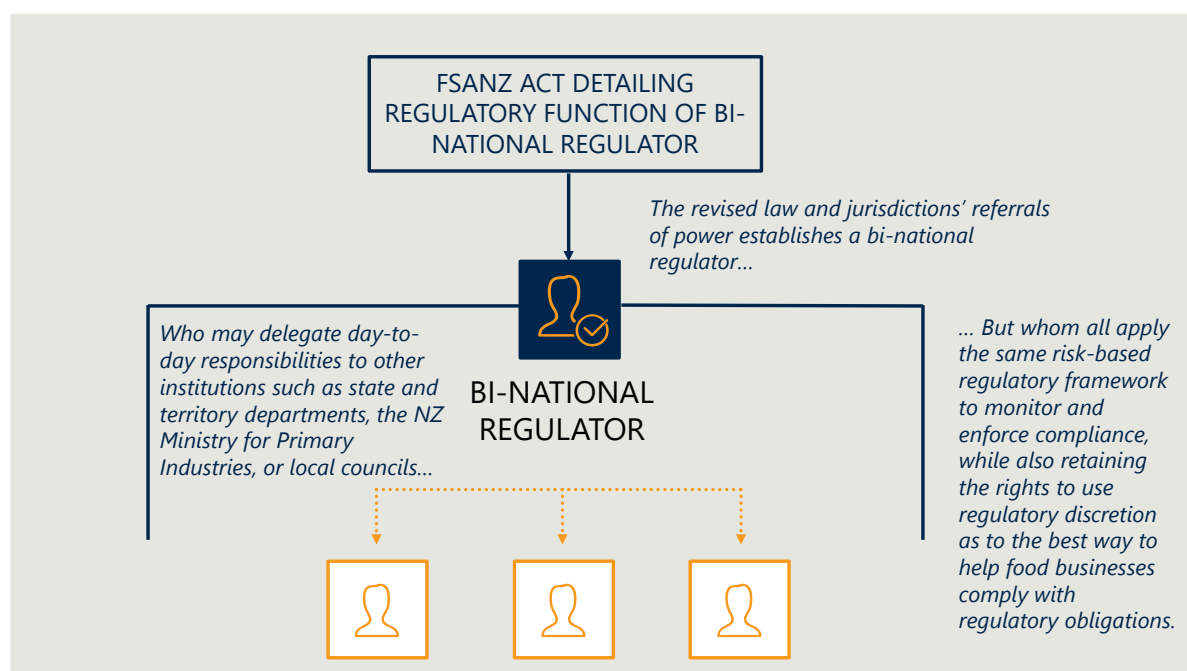 FSANZ ACT DETAILING
REGULATORY FUNCTION OF BI-
NATIONAL REGULATOR
The revised law and jurisdictions’ referrals
of power establishes a bi-national
regulator…
Who may delegate day-to-
day responsibilities to other
institutions such as state and
territory departments, the NZ
Ministry for Primary
Industries, or local councils…
BI-NATIONAL
REGULATOR
… But whom all apply
the same risk-based
regulatory framework
to monitor and
enforce compliance,
while also retaining
the rights to use
regulatory discretion
as to the best way to
help food businesses
comply with
regulatory obligations.